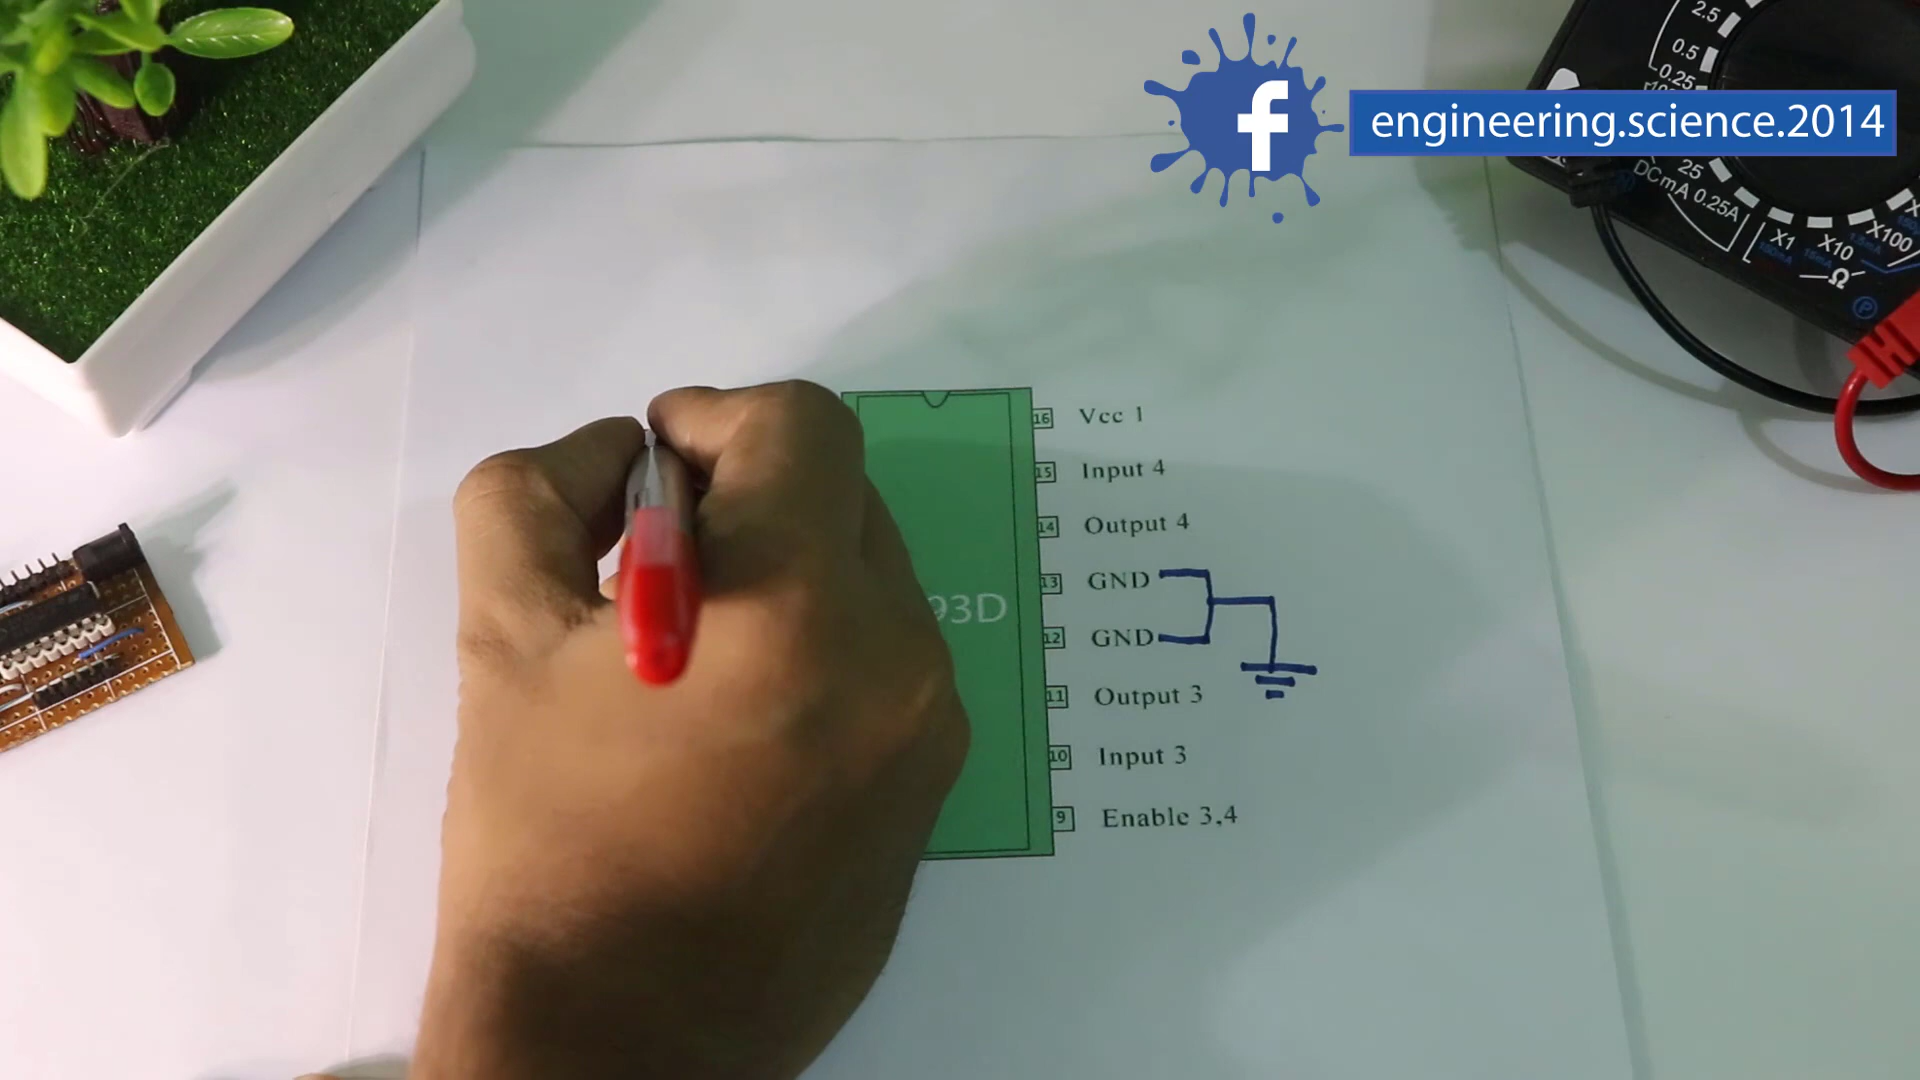 f
engineering.science.2014
2.5
0.5
0.25
25
DCmA 0.25A
X1
X10
X100
Ω
P
16 Vcc 1
15 Input 4
14 Output 4
13 GND
93D
12 GND
11 Output 3
10 Input 3
9 Enable 3,4